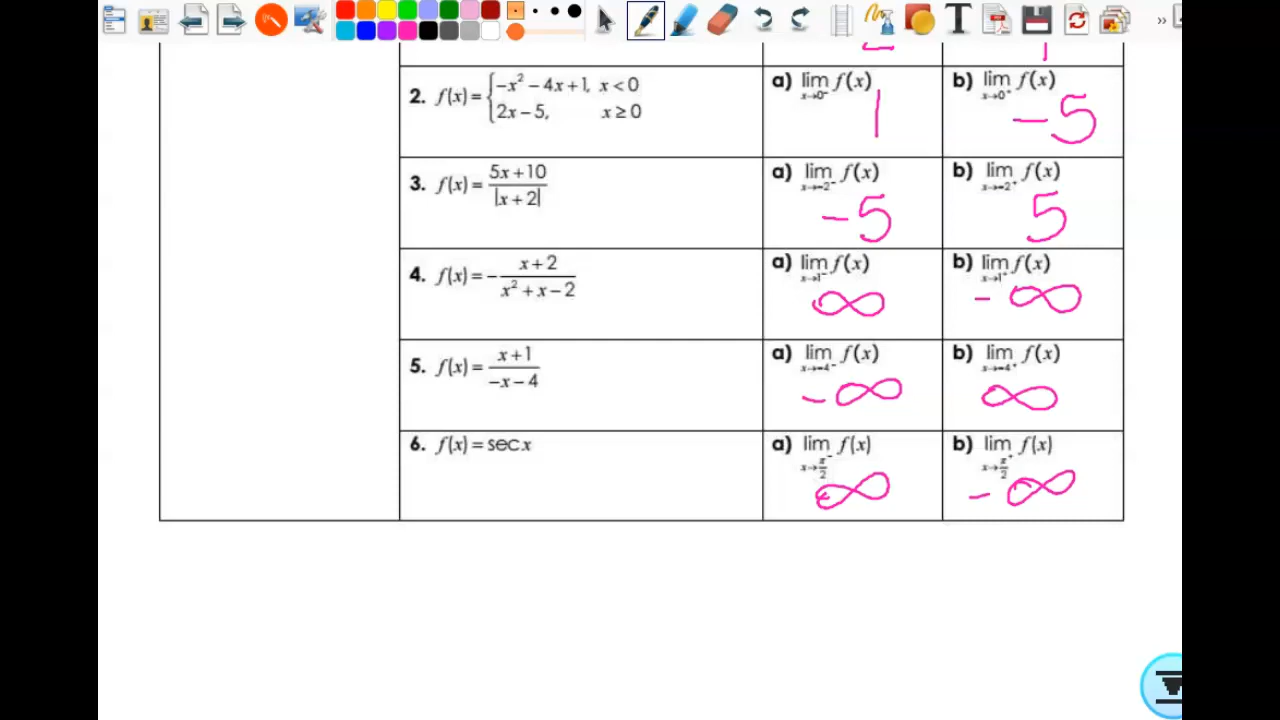 2. f(x) = {−x² − 4x + 1, x < 0
2x − 5, x ≥ 0
a) lim x→0⁻ f(x)
1
b) lim x→0⁺ f(x)
−5
3. f(x) = (5x + 10)/|x + 2|
a) lim x→−2⁻ f(x)
−5
b) lim x→−2⁺ f(x)
5
4. f(x) = −(x + 2)/(x² + x − 2)
a) lim x→1⁻ f(x)
∞
b) lim x→1⁺ f(x)
−∞
5. f(x) = (x + 1)/(−x − 4)
a) lim x→−4⁻ f(x)
−∞
b) lim x→−4⁺ f(x)
∞
6. f(x) = sec x
a) lim x→π/2⁻ f(x)
∞
b) lim x→π/2⁺ f(x)
−∞